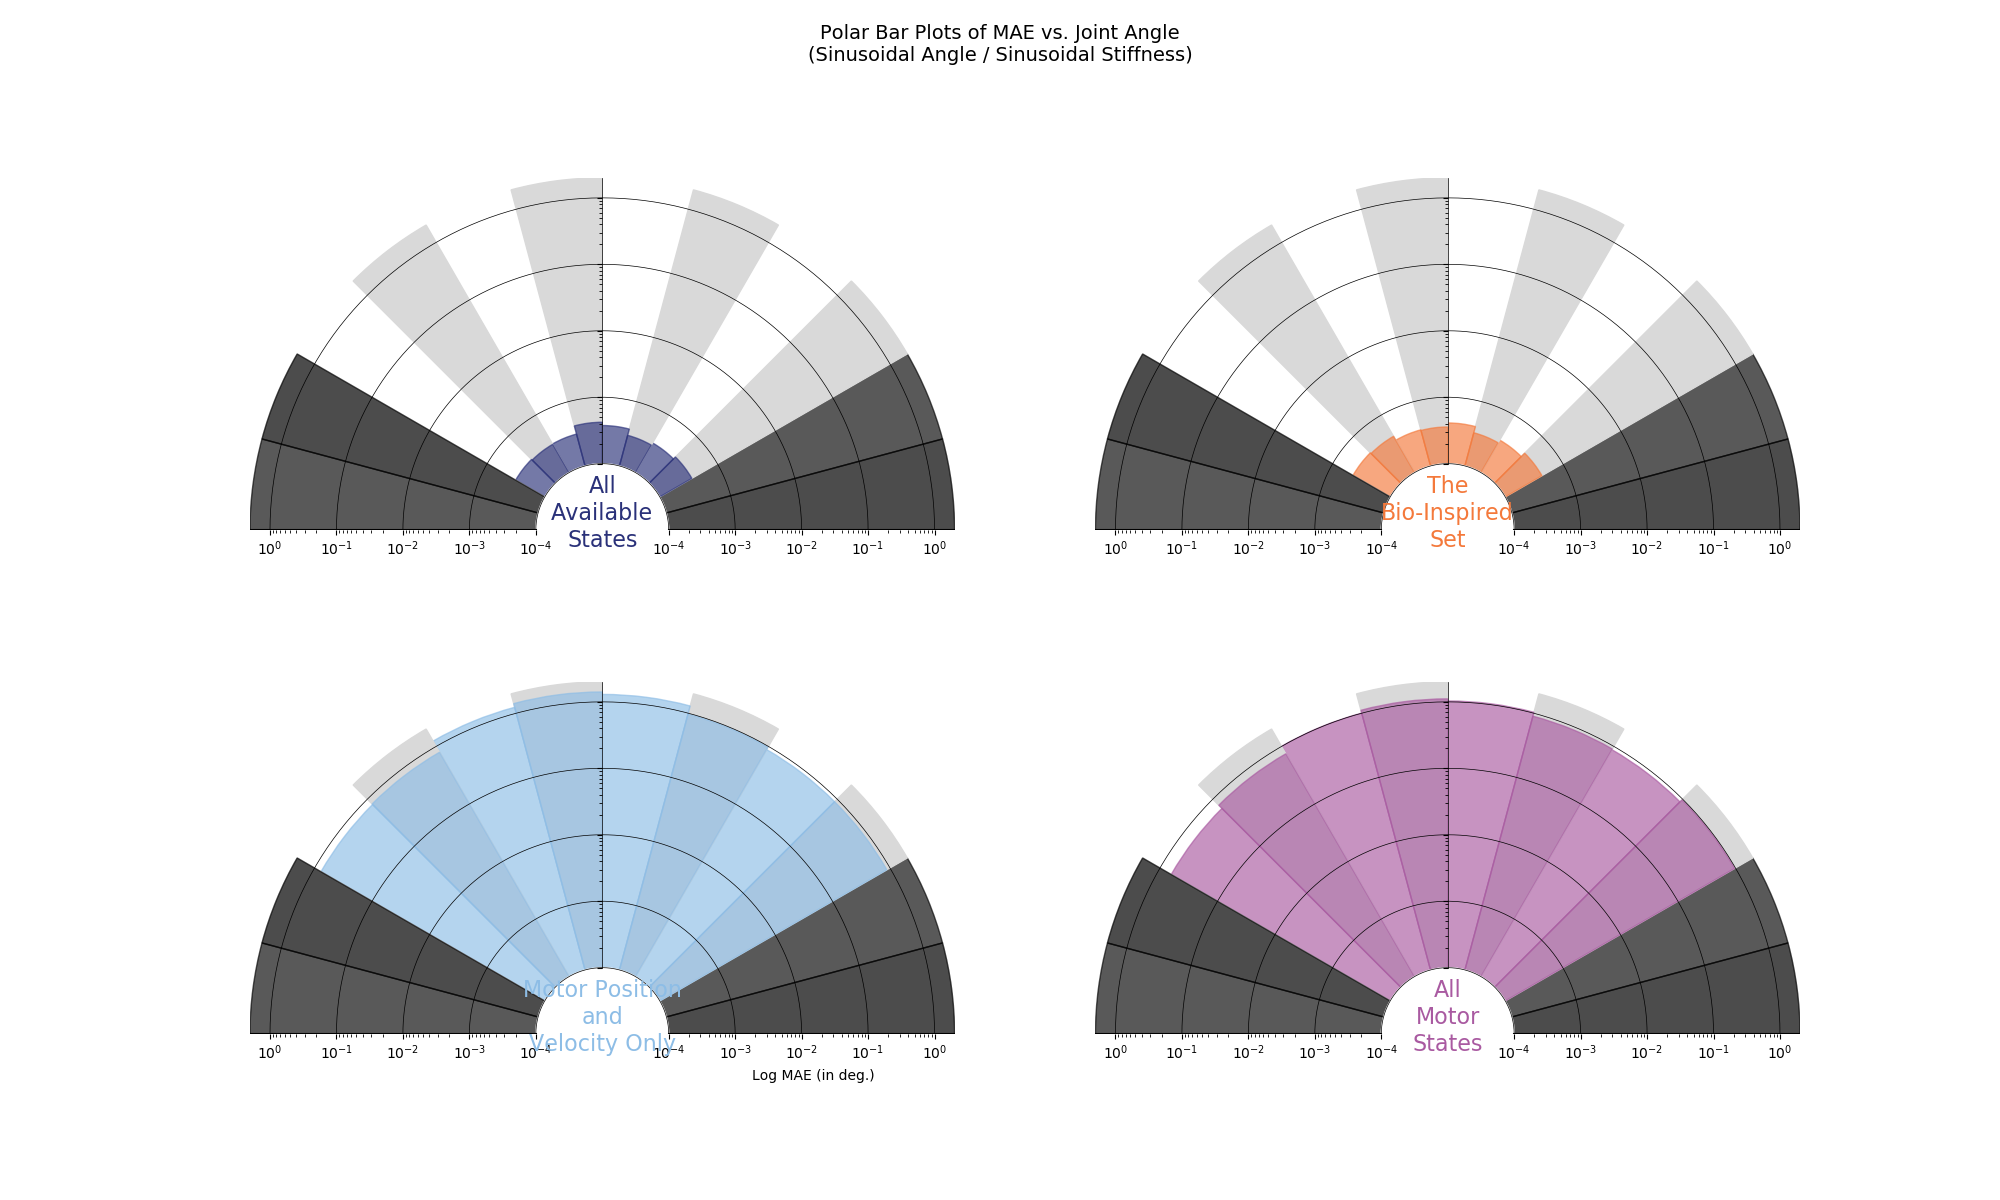 Polar Bar Plots of MAE vs. Joint Angle
(Sinusoidal Angle / Sinusoidal Stiffness)
All
Available
States
10⁰ 10⁻¹ 10⁻² 10⁻³ 10⁻⁴ 10⁻⁴ 10⁻³ 10⁻² 10⁻¹ 10⁰
The
Bio-Inspired
Set
10⁰ 10⁻¹ 10⁻² 10⁻³ 10⁻⁴ 10⁻⁴ 10⁻³ 10⁻² 10⁻¹ 10⁰
Motor Position
and
Velocity Only
10⁰ 10⁻¹ 10⁻² 10⁻³ 10⁻⁴ 10⁻⁴ 10⁻³ 10⁻² 10⁻¹ 10⁰
Log MAE (in deg.)
All
Motor
States
10⁰ 10⁻¹ 10⁻² 10⁻³ 10⁻⁴ 10⁻⁴ 10⁻³ 10⁻² 10⁻¹ 10⁰